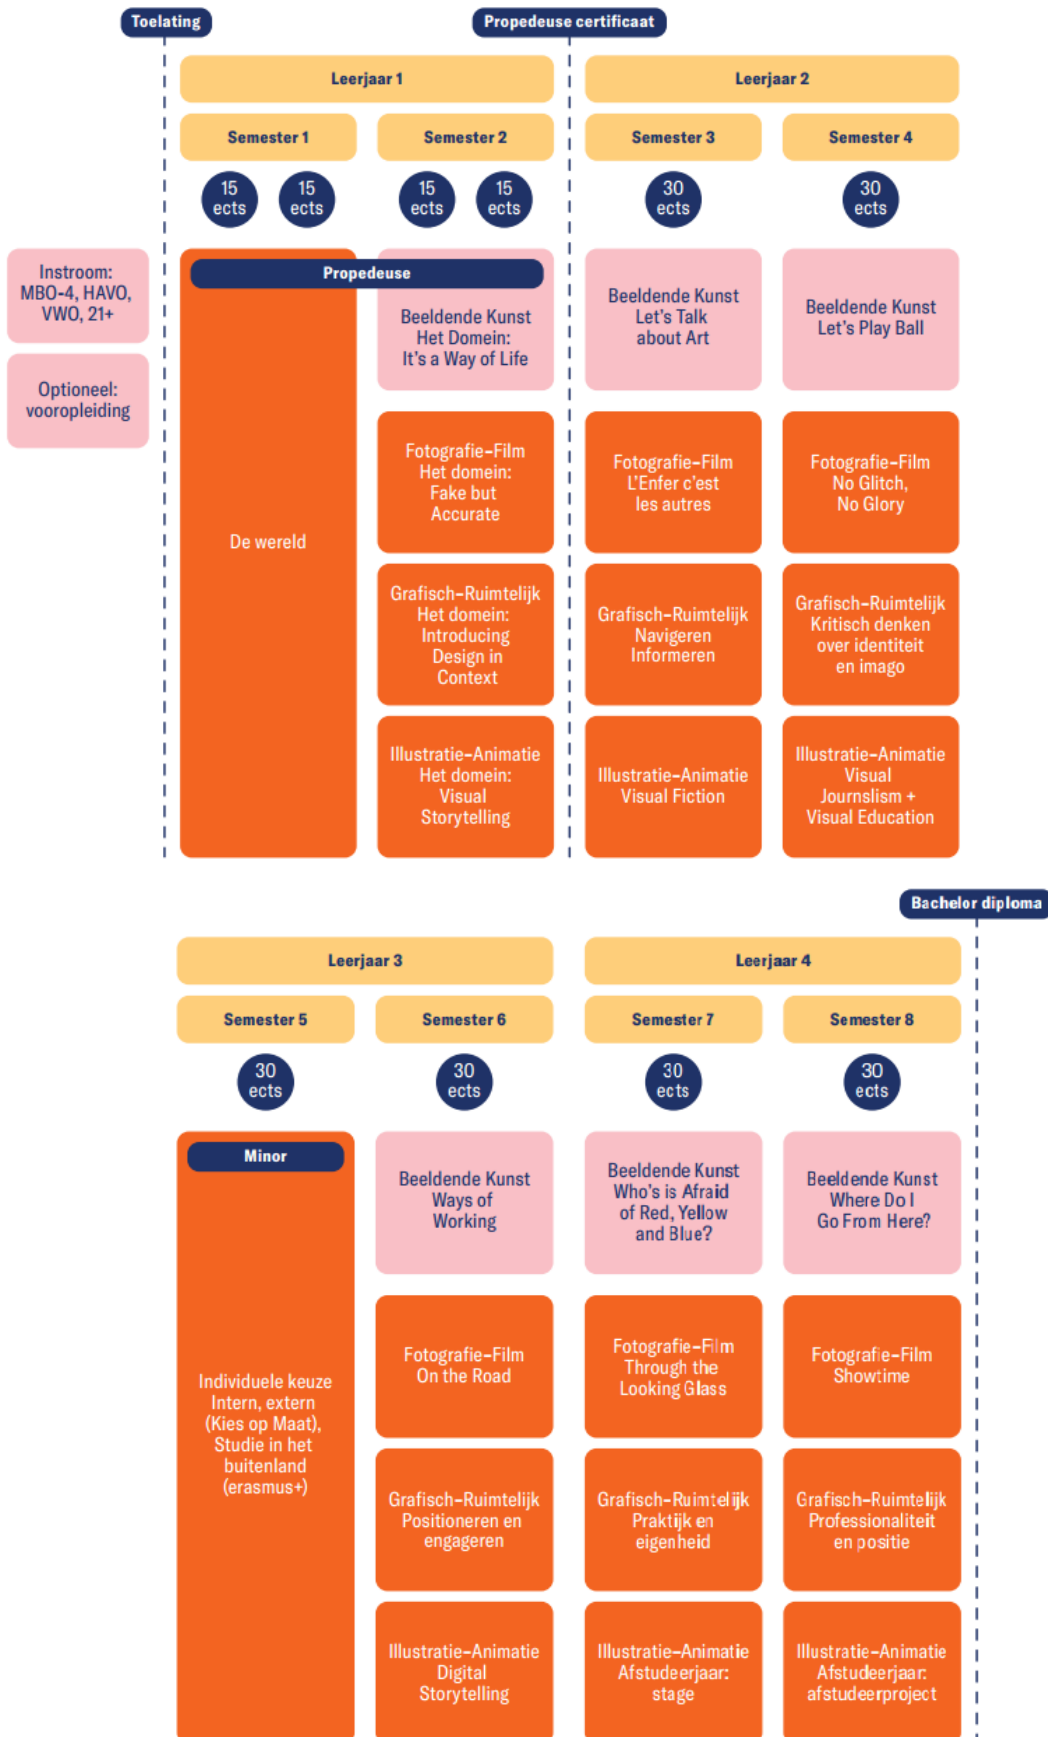 Toelating
Propedeuse certificaat
Leerjaar 1
Leerjaar 2
Semester 1
Semester 2
Semester 3
Semester 4
15
ects
15
ects
15
ects
15
ects
30
ects
30
ects
Instroom:
MBO-4, HAVO,
VWO, 21+
Optioneel:
vooropleiding
Propedeuse
De wereld
Beeldende Kunst
Het Domein:
It's a Way of Life
Beeldende Kunst
Let's Talk
about Art
Beeldende Kunst
Let's Play Ball
Fotografie-Film
Het domein:
Fake but
Accurate
Fotografie-Film
L'Enfer c'est
les autres
Fotografie-Film
No Glitch,
No Glory
Grafisch-Ruimtelijk
Het domein:
Introducing
Design in
Context
Grafisch-Ruimtelijk
Navigeren
Informeren
Grafisch-Ruimtelijk
Kritisch denken
over identiteit
en imago
Illustratie-Animatie
Het domein:
Visual
Storytelling
Illustratie-Animatie
Visual Fiction
Illustratie-Animatie
Visual
Journslism +
Visual Education
Bachelor diploma
Leerjaar 3
Leerjaar 4
Semester 5
Semester 6
Semester 7
Semester 8
30
ects
30
ects
30
ects
30
ects
Minor
Individuele keuze
Intern, extern
(Kies op Maat),
Studie in het
buitenland
(erasmus+)
Beeldende Kunst
Ways of
Working
Beeldende Kunst
Who's is Afraid
of Red, Yellow
and Blue?
Beeldende Kunst
Where Do I
Go From Here?
Fotografie-Film
On the Road
Fotografie-Film
Through the
Looking Glass
Fotografie-Film
Showtime
Grafisch-Ruimtelijk
Positioneren en
engageren
Grafisch-Ruimtelijk
Praktijk en
eigenheid
Grafisch-Ruimtelijk
Professionaliteit
en positie
Illustratie-Animatie
Digital
Storytelling
Illustratie-Animatie
Afstudeerjaar:
stage
Illustratie-Animatie
Afstudeerjaar:
afstudeerproject